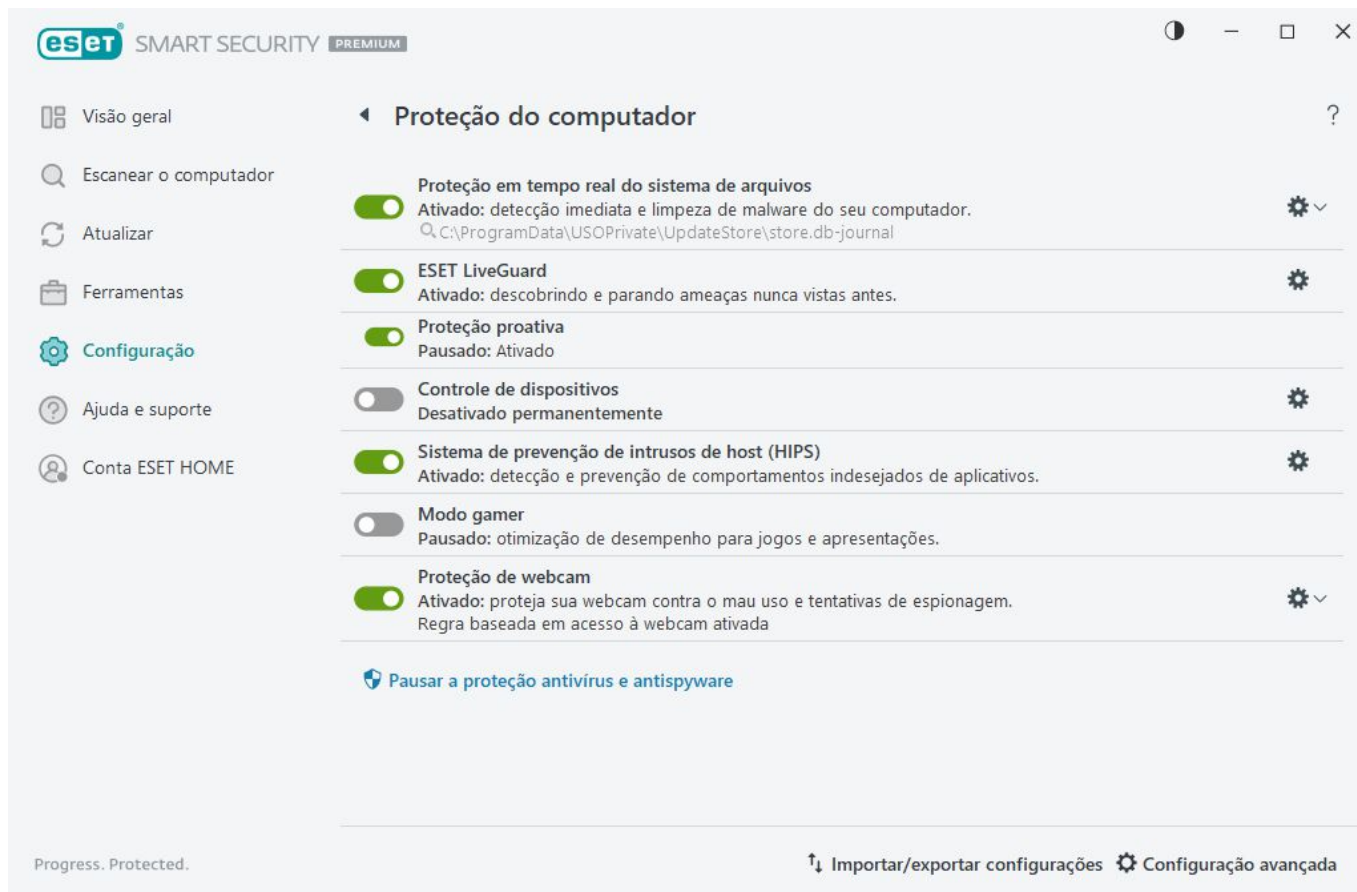 eset® SMART SECURITY PREMIUM
Visão geral
Escanear o computador
Atualizar
Ferramentas
Configuração
Ajuda e suporte
Conta ESET HOME
Proteção do computador
?
Proteção em tempo real do sistema de arquivos
Ativado: detecção imediata e limpeza de malware do seu computador.
C:\ProgramData\USOPrivate\UpdateStore\store.db-journal
ESET LiveGuard
Ativado: descobrindo e parando ameaças nunca vistas antes.
Proteção proativa
Pausado: Ativado
Controle de dispositivos
Desativado permanentemente
Sistema de prevenção de intrusos de host (HIPS)
Ativado: detecção e prevenção de comportamentos indesejados de aplicativos.
Modo gamer
Pausado: otimização de desempenho para jogos e apresentações.
Proteção de webcam
Ativado: proteja sua webcam contra o mau uso e tentativas de espionagem.
Regra baseada em acesso à webcam ativada
Pausar a proteção antivírus e antispyware
Progress. Protected.
Importar/exportar configurações
Configuração avançada